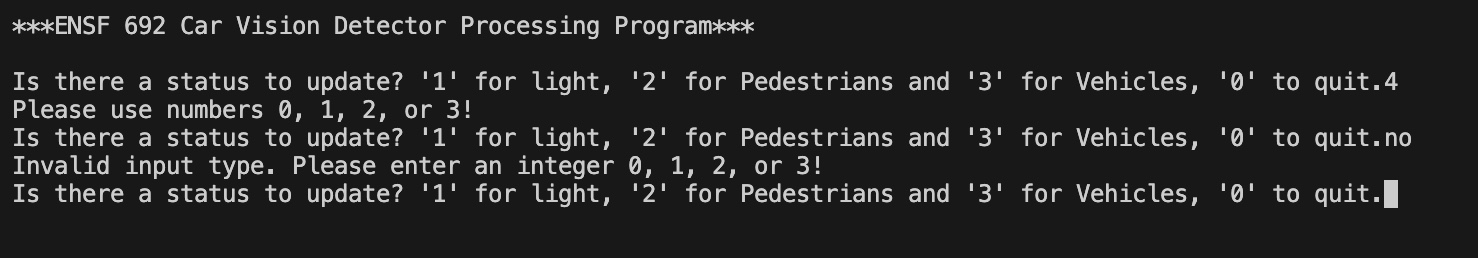 ***ENSF 692 Car Vision Detector Processing Program***
Is there a status to update? '1' for light, '2' for Pedestrians and '3' for Vehicles, '0' to quit.4
Please use numbers 0, 1, 2, or 3!
Is there a status to update? '1' for light, '2' for Pedestrians and '3' for Vehicles, '0' to quit.no
Invalid input type. Please enter an integer 0, 1, 2, or 3!
Is there a status to update? '1' for light, '2' for Pedestrians and '3' for Vehicles, '0' to quit.